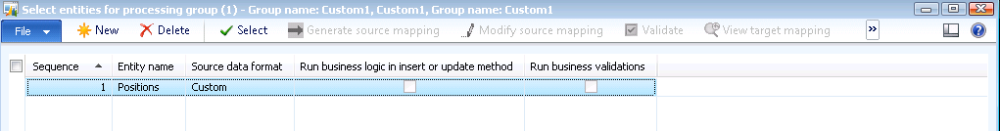 Select entities for processing group (1) - Group name: Custom1, Custom1, Group name: Custom1
File New Delete Select Generate source mapping Modify source mapping Validate View target mapping »
Sequence Entity name Source data format Run business logic in insert or update method Run business validations
1 Positions Custom